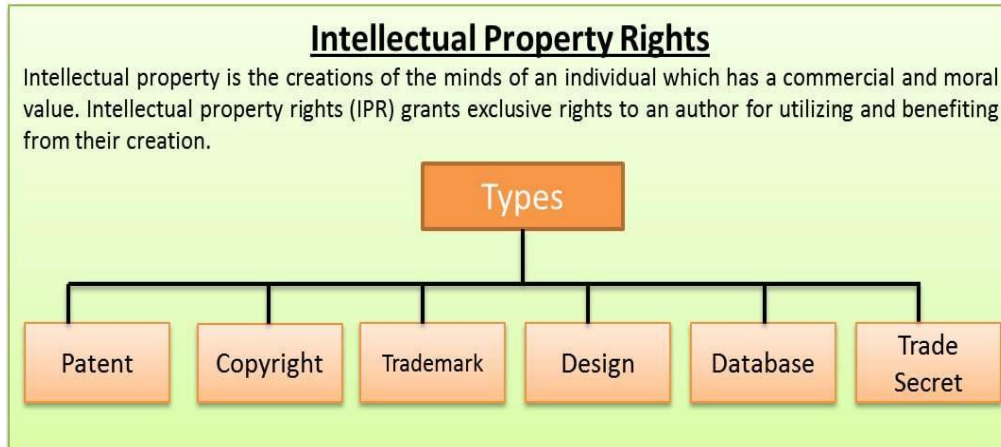 Intellectual Property Rights
Intellectual property is the creations of the minds of an individual which has a commercial and moral
value. Intellectual property rights (IPR) grants exclusive rights to an author for utilizing and benefiting
from their creation.
Types
Patent
Copyright
Trademark
Design
Database
Trade
Secret